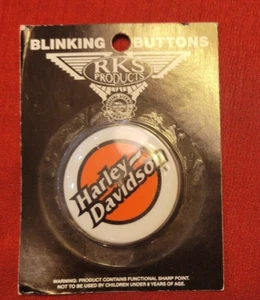 BLINKING BUTTONS
RKS
PRODUCTS
Harley-
Davidson
WARNING: PRODUCT CONTAINS FUNCTIONAL SHARP POINT.
NOT TO BE USED BY CHILDREN UNDER 8 YEARS OF AGE.